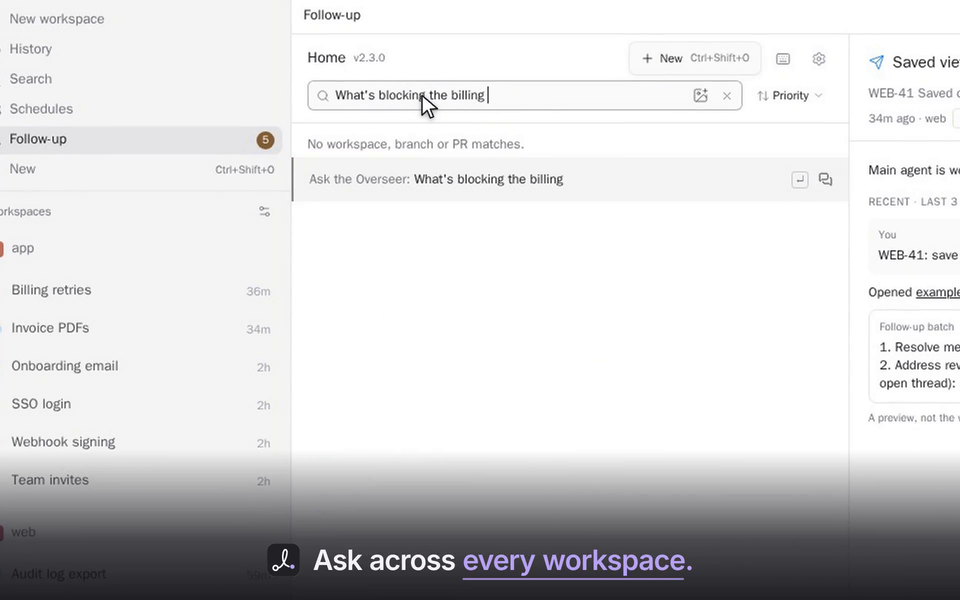 New workspace
History
Search
Schedules
Follow-up 5
New Ctrl+Shift+O
orkspaces
app
Billing retries 36m
Invoice PDFs 34m
Onboarding email 2h
SSO login 2h
Webhook signing 2h
Team invites 2h
web
Audit log export
Follow-up
Home v2.3.0
New Ctrl+Shift+O
What's blocking the billing
Priority
No workspace, branch or PR matches.
Ask the Overseer: What's blocking the billing
Saved vie
WEB-41 Saved
34m ago · web
Main agent is w
RECENT · LAST 3
You
WEB-41: save
Opened example
Follow-up batch
1. Resolve me
2. Address rev
open thread):
A preview, not the
Ask across every workspace.